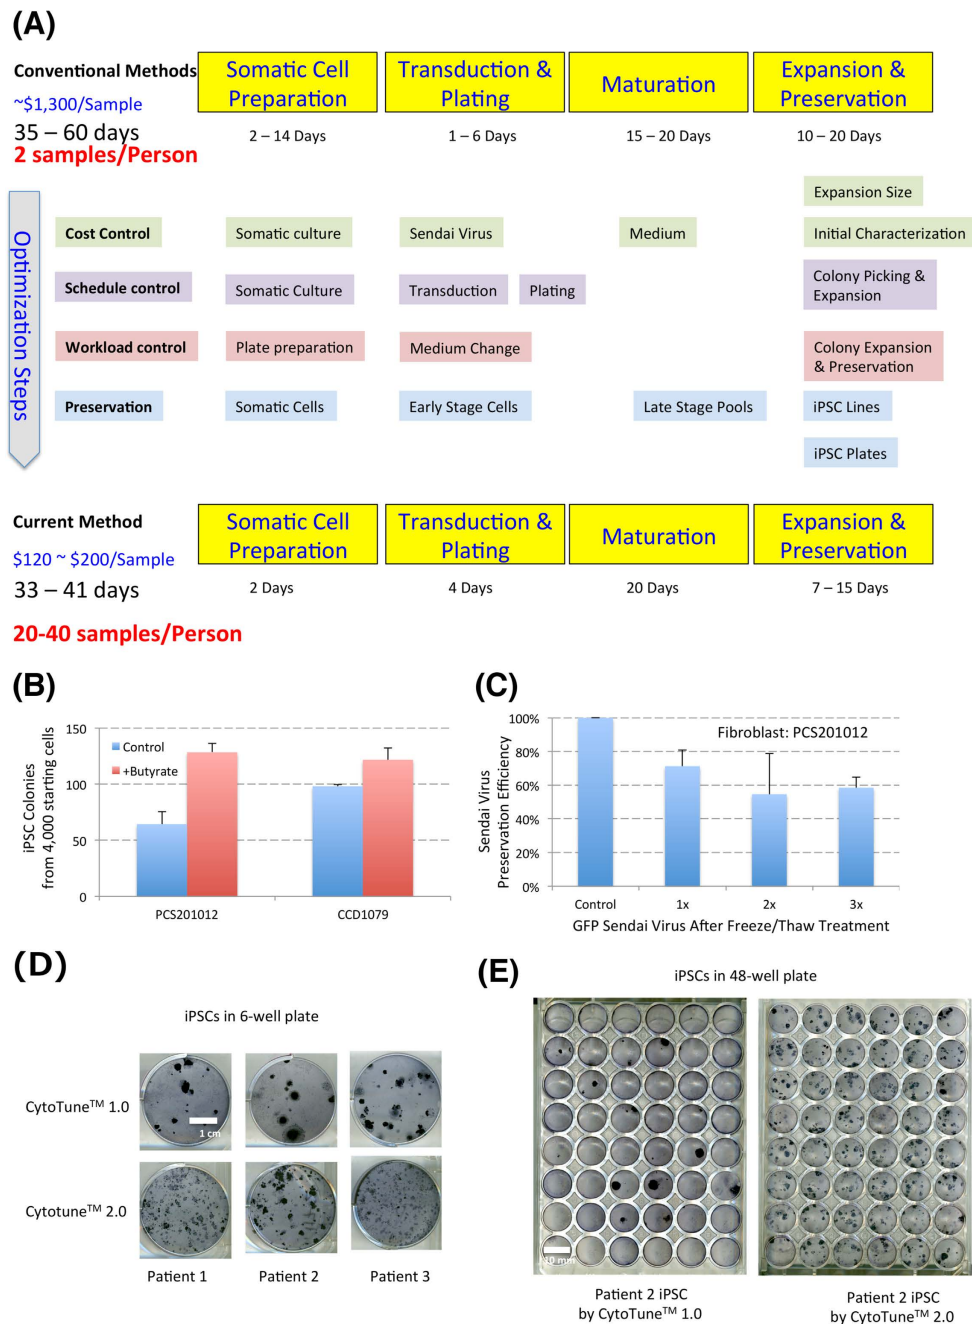 (A)
Conventional Methods
~$1,300/Sample
35 – 60 days
2 samples/Person
Somatic Cell
Preparation
2 – 14 Days
Transduction &
Plating
1 – 6 Days
Maturation
15 – 20 Days
Expansion &
Preservation
10 – 20 Days
Optimization Steps
Expansion Size
Cost Control
Somatic culture
Sendai Virus
Medium
Initial Characterization
Schedule control
Somatic Culture
Transduction
Plating
Colony Picking &
Expansion
Workload control
Plate preparation
Medium Change
Colony Expansion
& Preservation
Preservation
Somatic Cells
Early Stage Cells
Late Stage Pools
iPSC Lines
iPSC Plates
Current Method
$120 ~ $200/Sample
33 – 41 days
20-40 samples/Person
Somatic Cell
Preparation
2 Days
Transduction &
Plating
4 Days
Maturation
20 Days
Expansion &
Preservation
7 – 15 Days
(B)
iPSC Colonies
from 4,000 starting cells
150
100
50
0
Control
+Butyrate
PCS201012
CCD1079
(C)
Sendai Virus
Preservation Efficiency
100%
80%
60%
40%
20%
0%
Fibroblast: PCS201012
Control
1x
2x
3x
GFP Sendai Virus After Freeze/Thaw Treatment
(D)
iPSCs in 6-well plate
CytoTune™ 1.0
1 cm
Cytotune™ 2.0
Patient 1
Patient 2
Patient 3
(E)
iPSCs in 48-well plate
10 mm
Patient 2 iPSC
by CytoTune™ 1.0
Patient 2 iPSC
by CytoTune™ 2.0